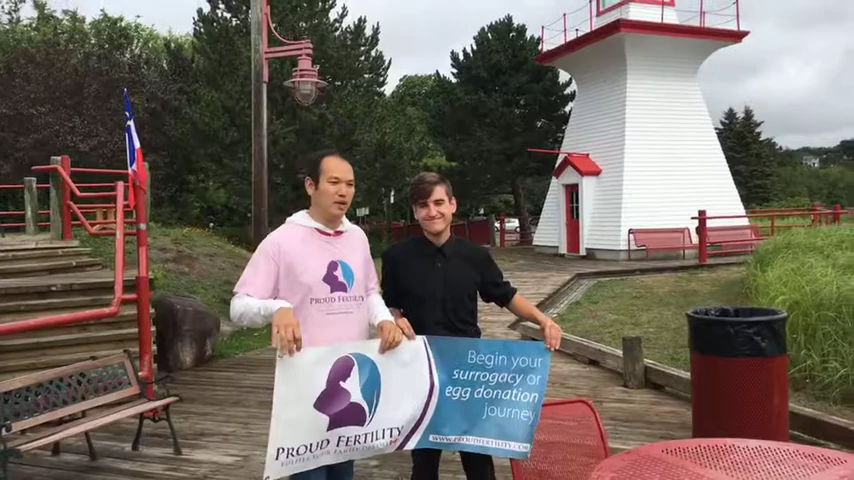 PROUD FERTILITY
PROUD FERTILITY
Begin your
surrogacy or
egg donation
journey.
WWW.PROUDFERTILITY.COM